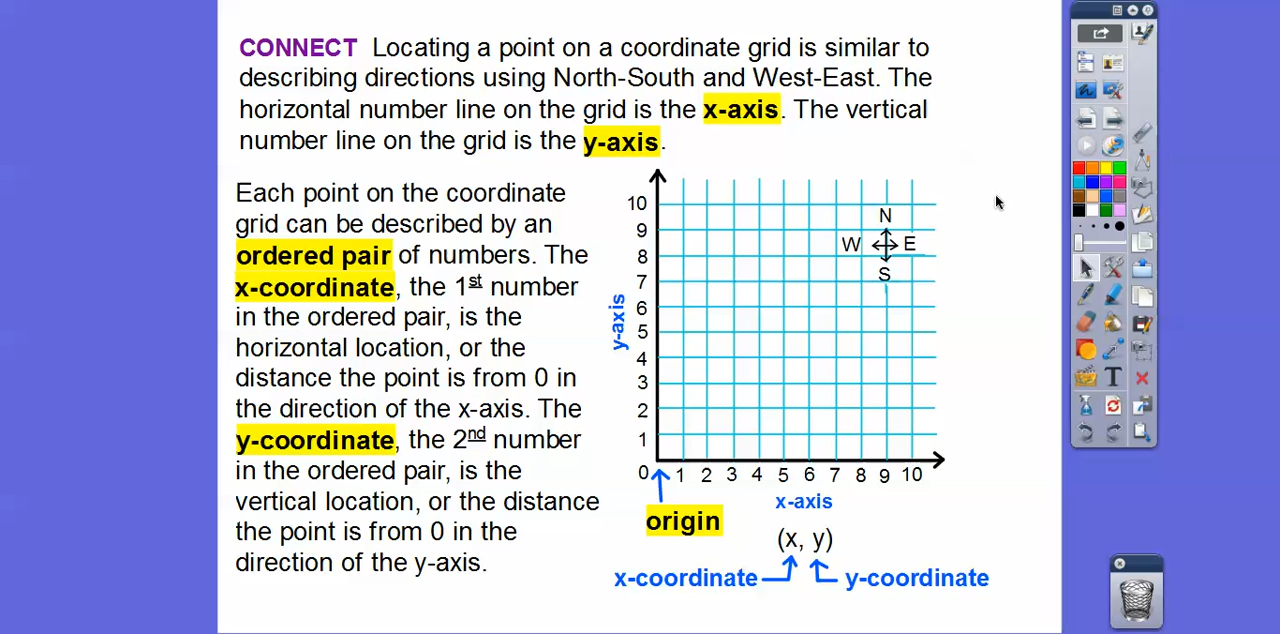 CONNECT Locating a point on a coordinate grid is similar to
describing directions using North-South and West-East. The
horizontal number line on the grid is the x-axis. The vertical
number line on the grid is the y-axis.
Each point on the coordinate
grid can be described by an
ordered pair of numbers. The
x-coordinate, the 1st number
in the ordered pair, is the
horizontal location, or the
distance the point is from 0 in
the direction of the x-axis. The
y-coordinate, the 2nd number
in the ordered pair, is the
vertical location, or the distance
the point is from 0 in the
direction of the y-axis.
10
9
8
7
6
5
4
3
2
1
y-axis
N
W E
S
0 1 2 3 4 5 6 7 8 9 10
x-axis
origin
(x, y)
x-coordinate
y-coordinate
T